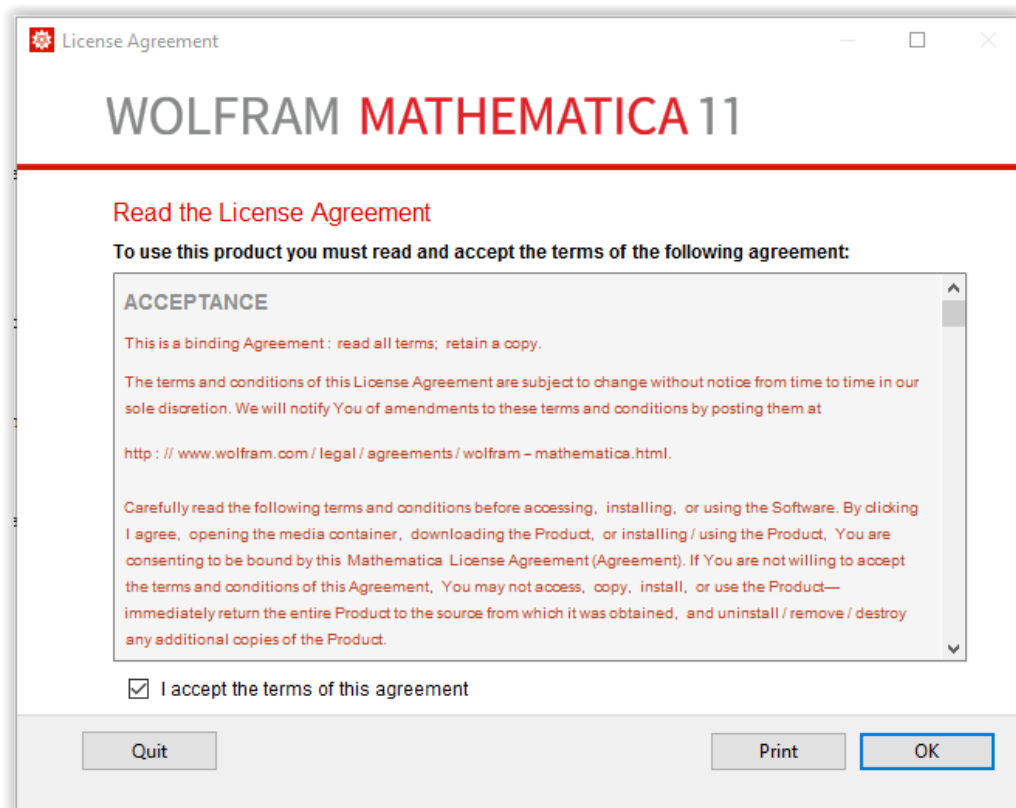 License Agreement
WOLFRAM MATHEMATICA 11
Read the License Agreement
To use this product you must read and accept the terms of the following agreement:
ACCEPTANCE
This is a binding Agreement : read all terms; retain a copy.
The terms and conditions of this License Agreement are subject to change without notice from time to time in our
sole discretion. We will notify You of amendments to these terms and conditions by posting them at
http : // www.wolfram.com / legal / agreements / wolfram – mathematica.html.
Carefully read the following terms and conditions before accessing, installing, or using the Software. By clicking
I agree, opening the media container, downloading the Product, or installing / using the Product, You are
consenting to be bound by this Mathematica License Agreement (Agreement). If You are not willing to accept
the terms and conditions of this Agreement, You may not access, copy, install, or use the Product—
immediately return the entire Product to the source from which it was obtained, and uninstall / remove / destroy
any additional copies of the Product.
I accept the terms of this agreement
Quit Print OK